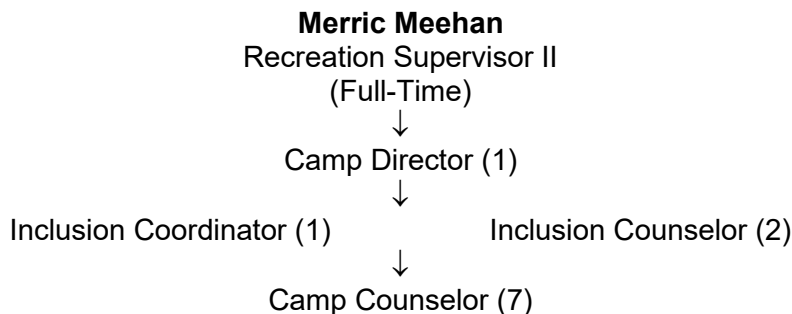 Merric Meehan
Recreation Supervisor II
(Full-Time)
↓
Camp Director (1)
↓
Inclusion Coordinator (1) Inclusion Counselor (2)
↓
Camp Counselor (7)